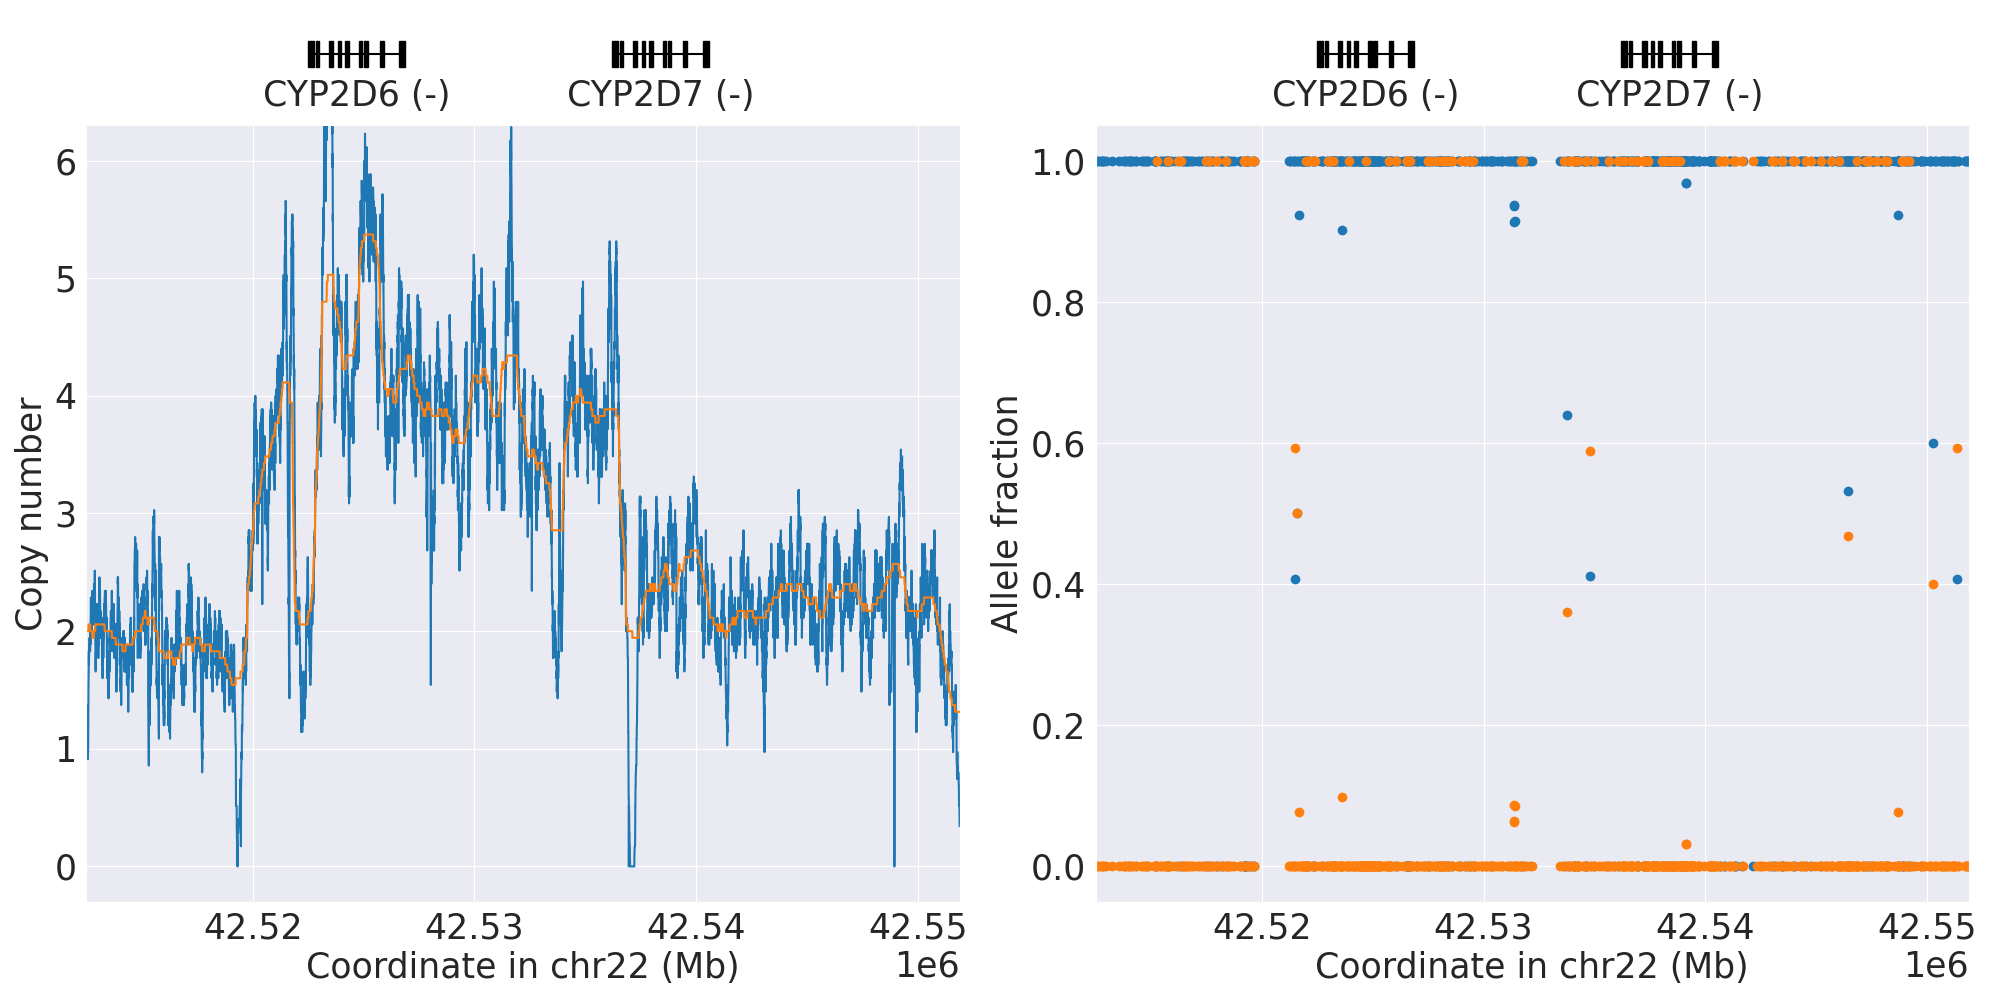 CYP2D6 (-)
CYP2D7 (-)
6
5
4
3
2
1
0
Copy number
42.52
42.53
42.54
42.55
1e6
Coordinate in chr22 (Mb)
CYP2D6 (-)
CYP2D7 (-)
1.0
0.8
0.6
0.4
0.2
0.0
Allele fraction
42.52
42.53
42.54
42.55
1e6
Coordinate in chr22 (Mb)